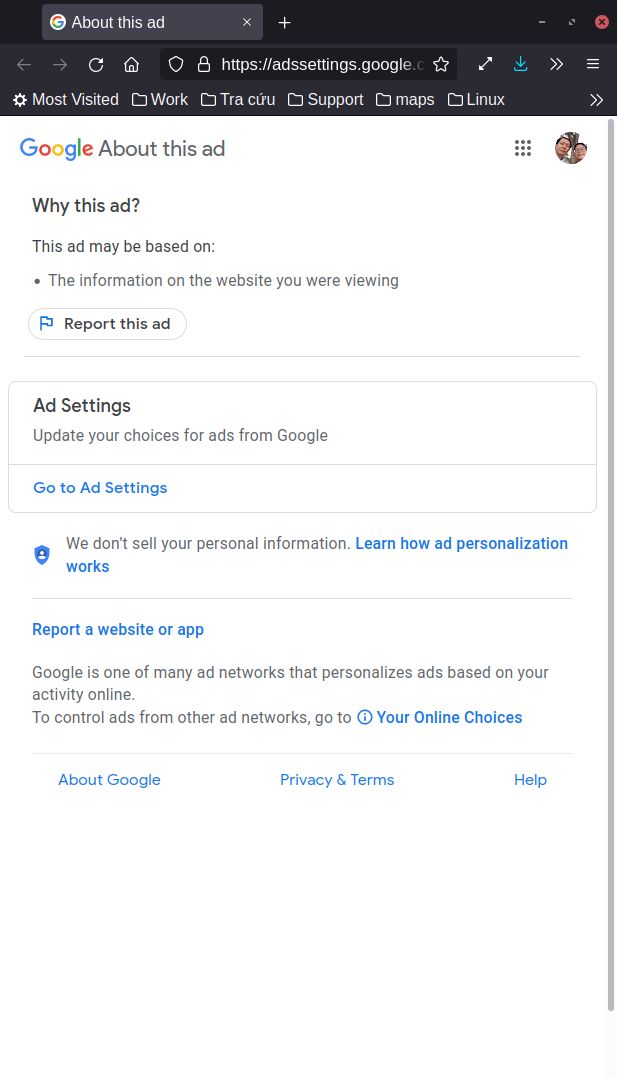 About this ad
https://adssettings.google.c
Most Visited Work Tra cứu Support maps Linux
Google About this ad
Why this ad?
This ad may be based on:
• The information on the website you were viewing
Report this ad
Ad Settings
Update your choices for ads from Google
Go to Ad Settings
We don’t sell your personal information. Learn how ad personalization
works
Report a website or app
Google is one of many ad networks that personalizes ads based on your
activity online.
To control ads from other ad networks, go to Your Online Choices
About Google Privacy & Terms Help